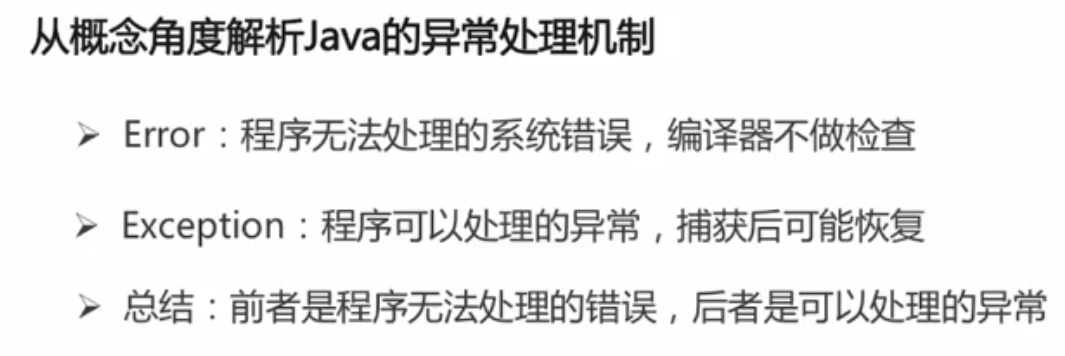 从概念角度解析Java的异常处理机制
➢ Error：程序无法处理的系统错误，编译器不做检查
➢ Exception：程序可以处理的异常，捕获后可能恢复
➢ 总结：前者是程序无法处理的错误，后者是可以处理的异常